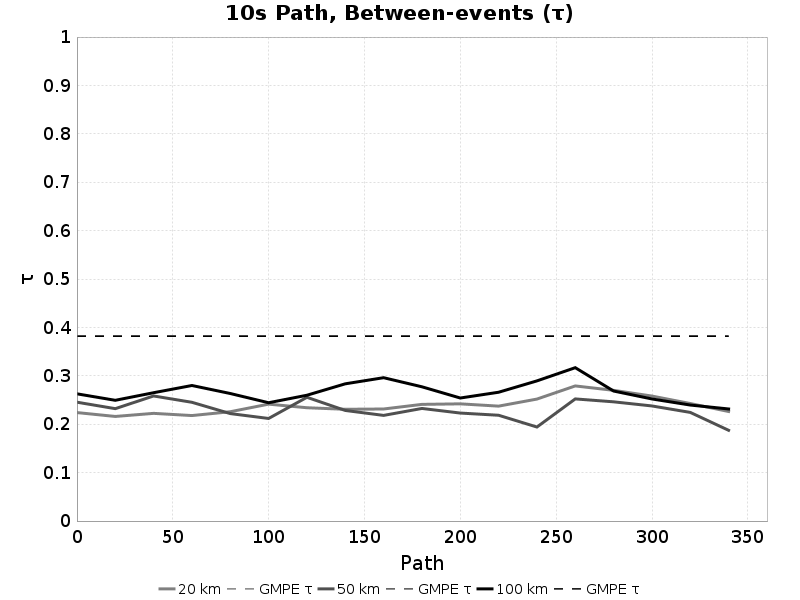 10s Path, Between-events (τ)
1
0.9
0.8
0.7
0.6
0.5
τ
0.4
0.3
0.2
0.1
0
0 50 100 150 200 250 300 350
Path
20 km GMPE τ 50 km GMPE τ 100 km GMPE τ